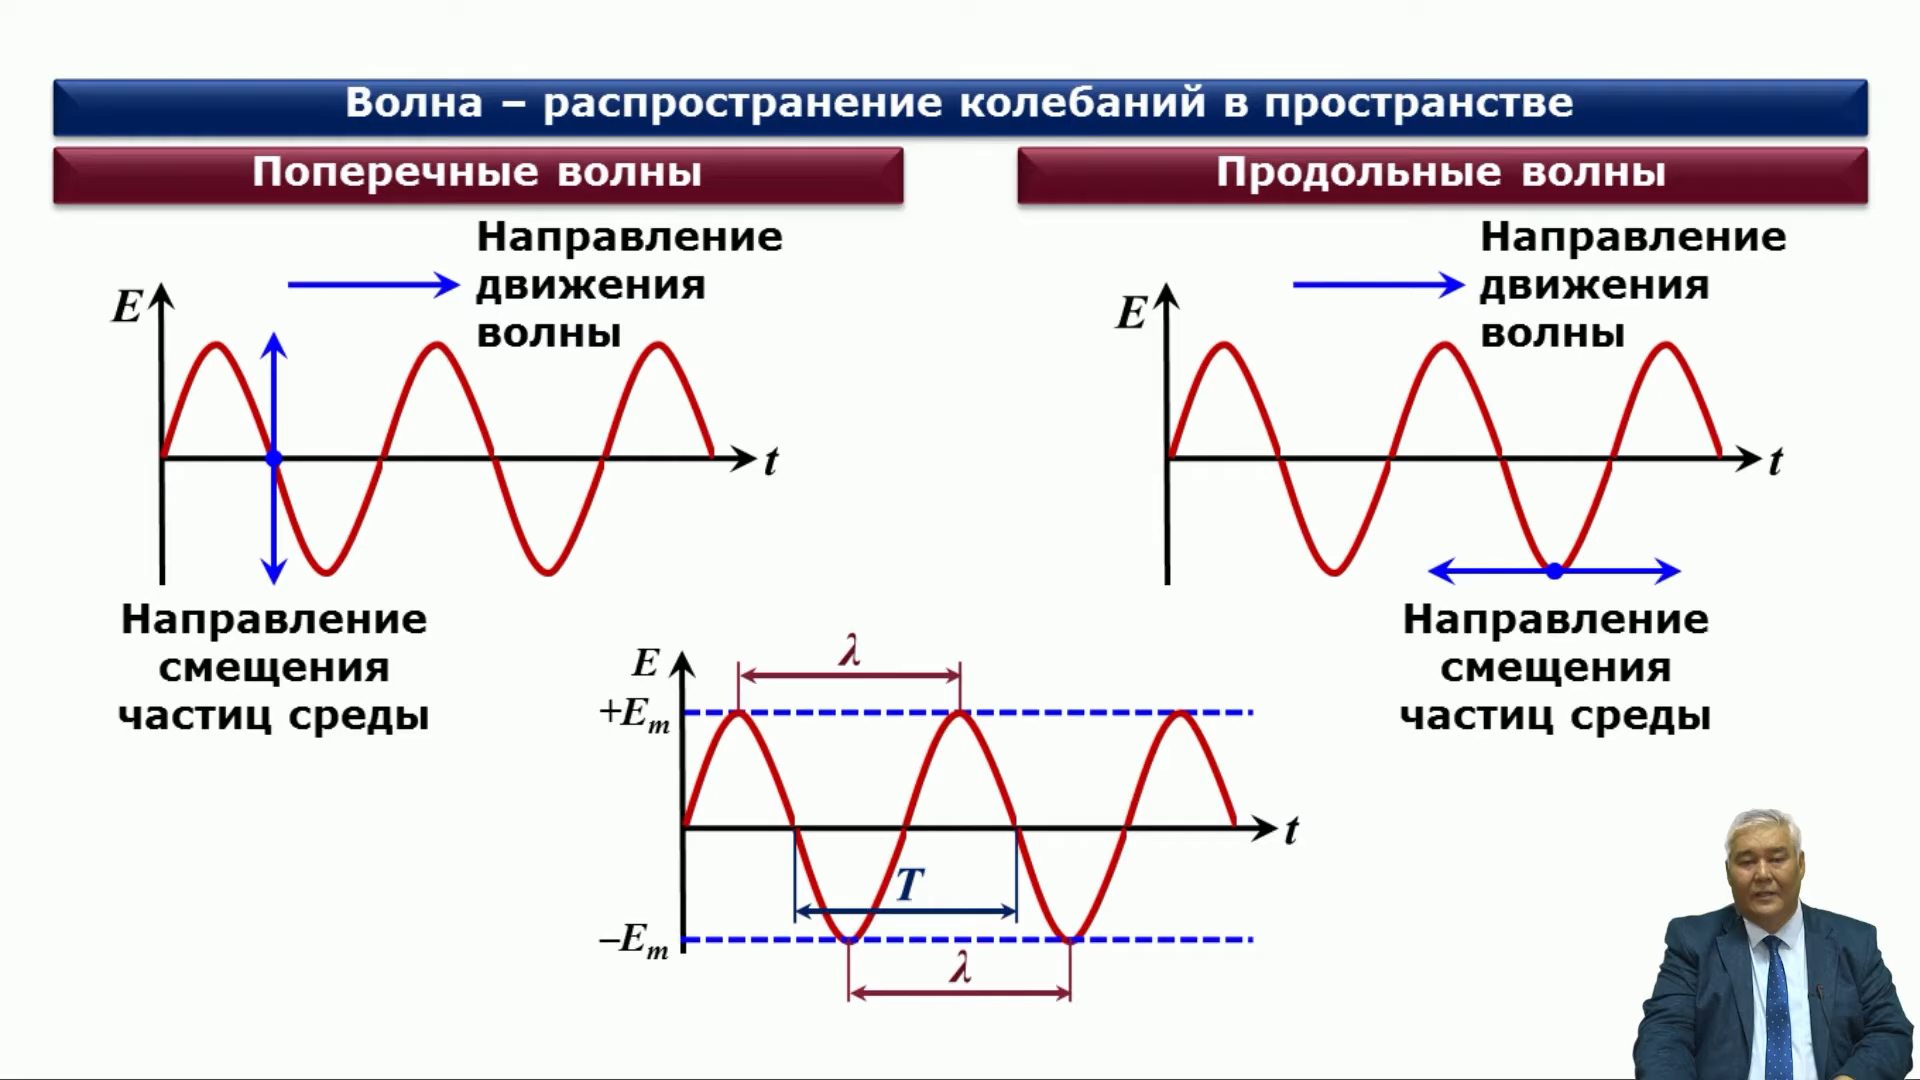 Волна – распространение колебаний в пространстве
Поперечные волны
Продольные волны
Направление
движения
волны
E
t
Направление
смещения
частиц среды
Направление
движения
волны
E
t
Направление
смещения
частиц среды
E
λ
+Em
T
t
–Em
λ